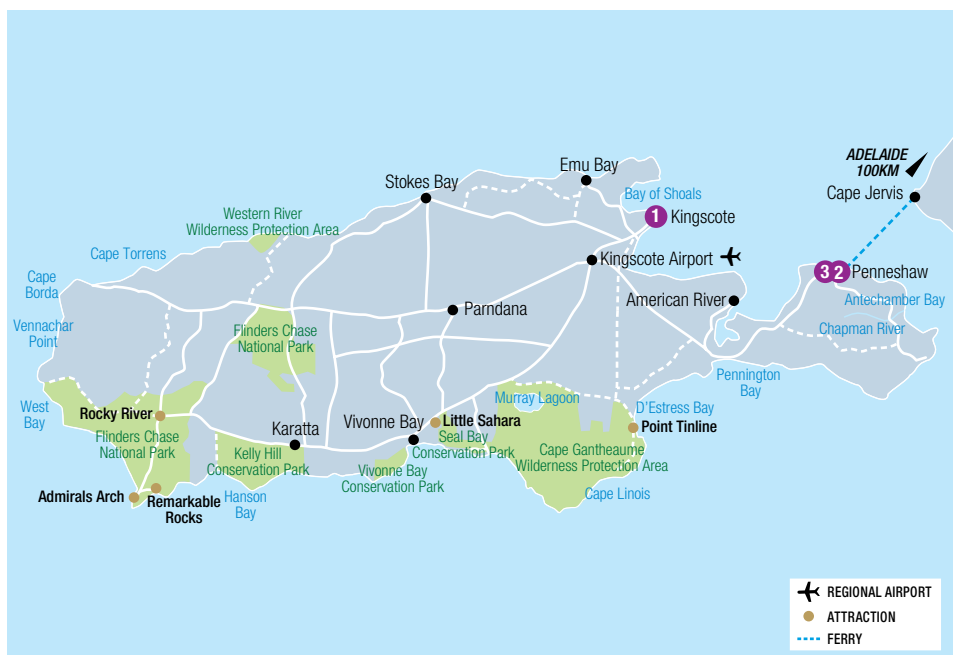 ADELAIDE
100KM
Cape Jervis
Emu Bay
Stokes Bay
Bay of Shoals
1 Kingscote
Western River
Wilderness Protection Area
Cape Torrens
Kingscote Airport
3 2 Penneshaw
Cape
Borda
American River
Antechamber Bay
Parndana
Vennachar
Point
Flinders Chase
National Park
Chapman River
Pennington
Bay
West
Bay
Rocky River
Murray Lagoon
D'Estress Bay
Karatta
Vivonne Bay
Little Sahara
Point Tinline
Flinders Chase
National Park
Kelly Hill
Conservation Park
Seal Bay
Conservation Park
Cape Gantheaume
Wilderness Protection Area
Vivonne Bay
Conservation Park
Admirals Arch
Remarkable
Rocks
Hanson
Bay
Cape Linois
REGIONAL AIRPORT
ATTRACTION
FERRY